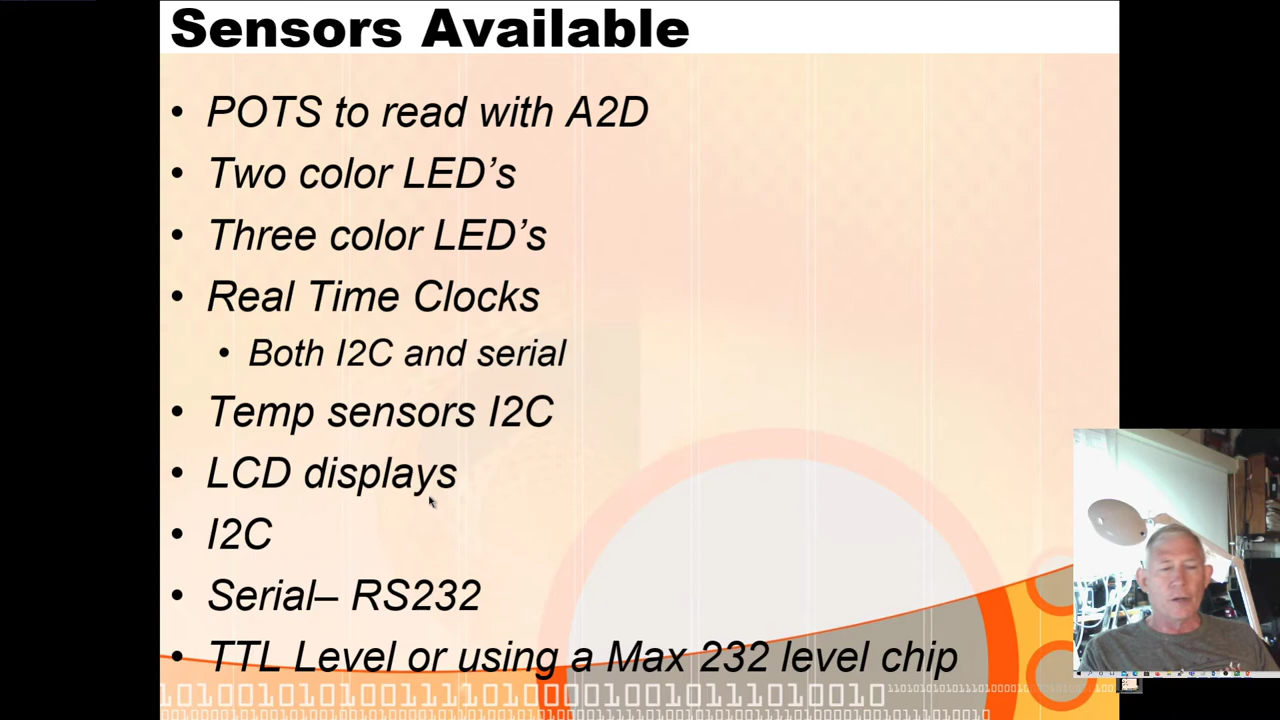 Sensors Available
• POTS to read with A2D
• Two color LED’s
• Three color LED’s
• Real Time Clocks
• Both I2C and serial
• Temp sensors I2C
• LCD displays
• I2C
• Serial– RS232
• TTL Level or using a Max 232 level chip